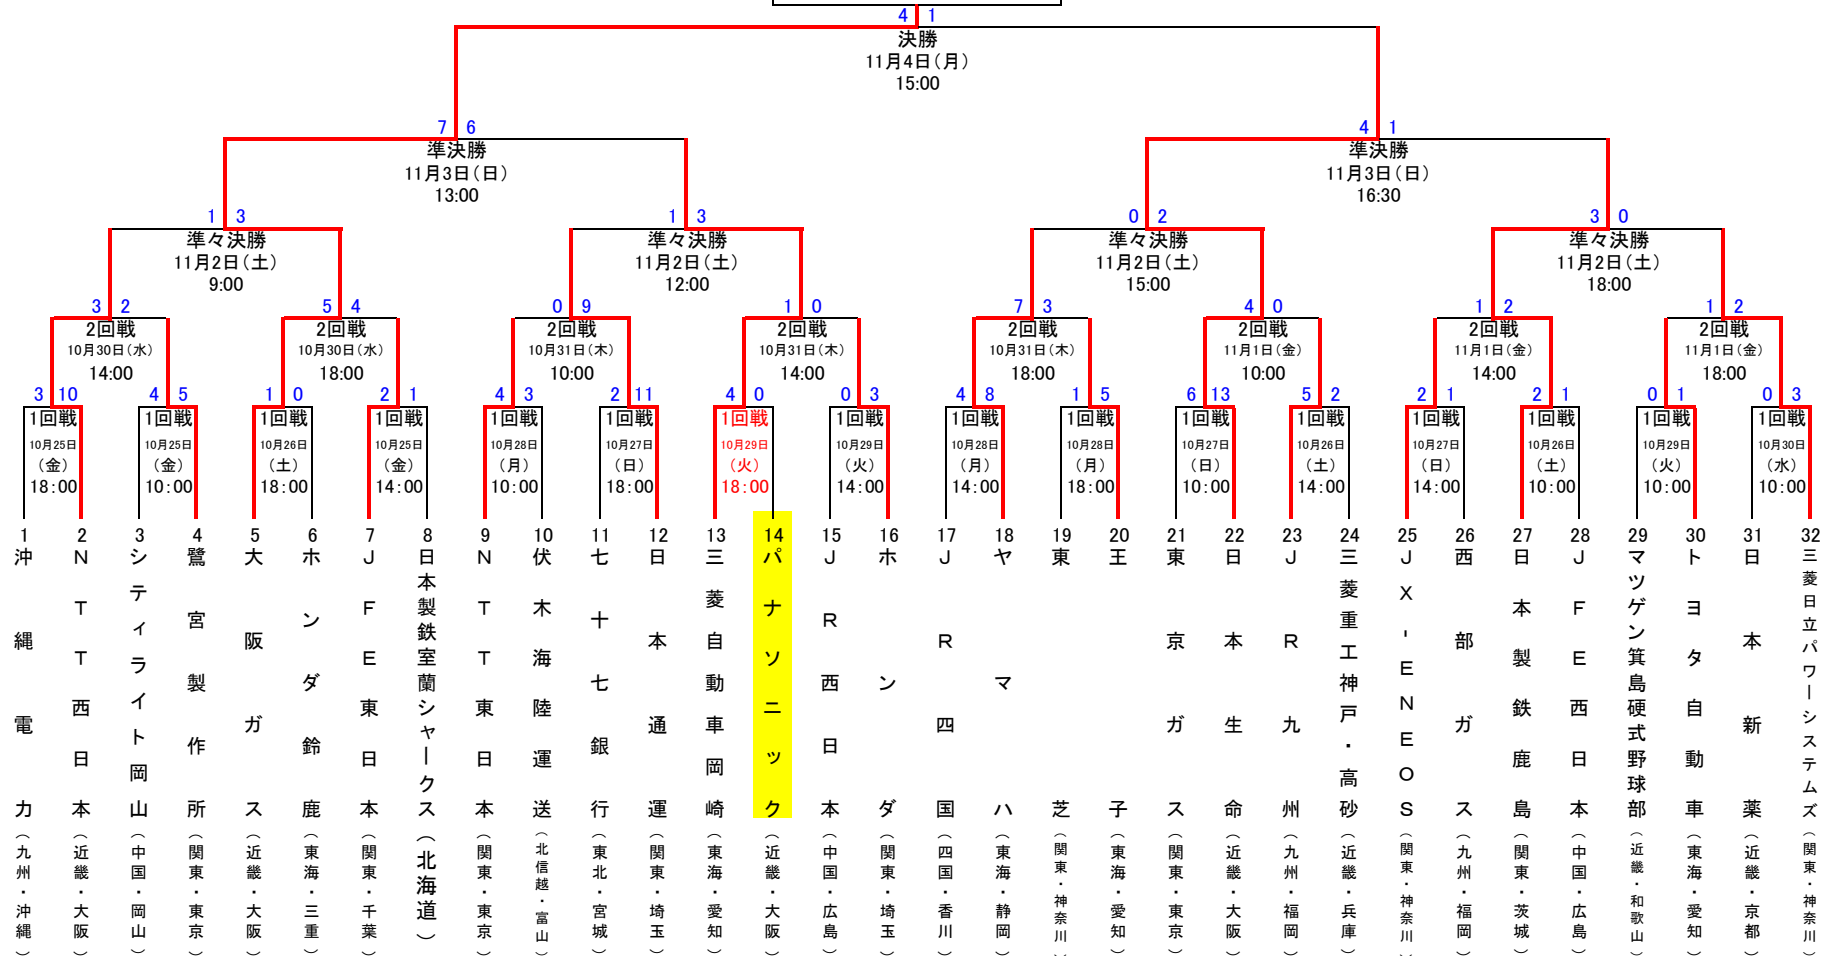 4 1
決勝
11月4日(月)
15:00
7 6
準決勝
11月3日(日)
13:00
4 1
準決勝
11月3日(日)
16:30
1 3
準々決勝
11月2日(土)
9:00
1 3
準々決勝
11月2日(土)
12:00
0 2
準々決勝
11月2日(土)
15:00
3 0
準々決勝
11月2日(土)
18:00
3 2
2回戦
10月30日(水)
14:00
5 4
2回戦
10月30日(水)
18:00
0 9
2回戦
10月31日(木)
10:00
1 0
2回戦
10月31日(木)
14:00
7 3
2回戦
10月31日(木)
18:00
4 0
2回戦
11月1日(金)
10:00
1 2
2回戦
11月1日(金)
14:00
1 2
2回戦
11月1日(金)
18:00
3 10
1回戦
10月25日
(金)
18:00
4 5
1回戦
10月25日
(金)
10:00
1 0
1回戦
10月26日
(土)
18:00
2 1
1回戦
10月25日
(金)
14:00
4 3
1回戦
10月28日
(月)
10:00
2 11
1回戦
10月27日
(日)
18:00
4 0
1回戦
10月29日
(火)
18:00
0 3
1回戦
10月29日
(火)
14:00
4 8
1回戦
10月28日
(月)
14:00
1 5
1回戦
10月28日
(月)
18:00
6 13
1回戦
10月27日
(日)
10:00
5 2
1回戦
10月26日
(土)
14:00
2 1
1回戦
10月27日
(日)
14:00
2 1
1回戦
10月26日
(土)
10:00
0 1
1回戦
10月29日
(火)
10:00
0 3
1回戦
10月30日
(水)
10:00
1
沖縄電力(九州・沖縄)
2
NTT西日本(近畿・大阪)
3
シティライト岡山(中国・岡山)
4
鷺宮製作所(関東・東京)
5
大阪ガス(近畿・大阪)
6
ホンダ鈴鹿(東海・三重)
7
JFE東日本(関東・千葉)
8
日本製鉄室蘭シャークス(北海道)
9
NTT東日本(関東・東京)
10
伏木海陸運送(北信越・富山)
11
七十七銀行(東北・宮城)
12
日本通運(関東・埼玉)
13
三菱自動車岡崎(東海・愛知)
14
パナソニック(近畿・大阪)
15
JR西日本(中国・広島)
16
ホンダ(関東・埼玉)
17
JR四国(四国・香川)
18
ヤマハ(東海・静岡)
19
東芝(関東・神奈川)
20
王子(東海・愛知)
21
東京ガス(関東・東京)
22
日本生命(近畿・大阪)
23
JR九州(九州・福岡)
24
三菱重工神戸・高砂(近畿・兵庫)
25
JX-ENEOS(関東・神奈川)
26
西部ガス(九州・福岡)
27
日本製鉄鹿島(関東・茨城)
28
JFE西日本(中国・広島)
29
マツゲン箕島硬式野球部(近畿・和歌山)
30
トヨタ自動車(東海・愛知)
31
日本新薬(近畿・京都)
32
三菱日立パワーシステムズ(関東・神奈川)